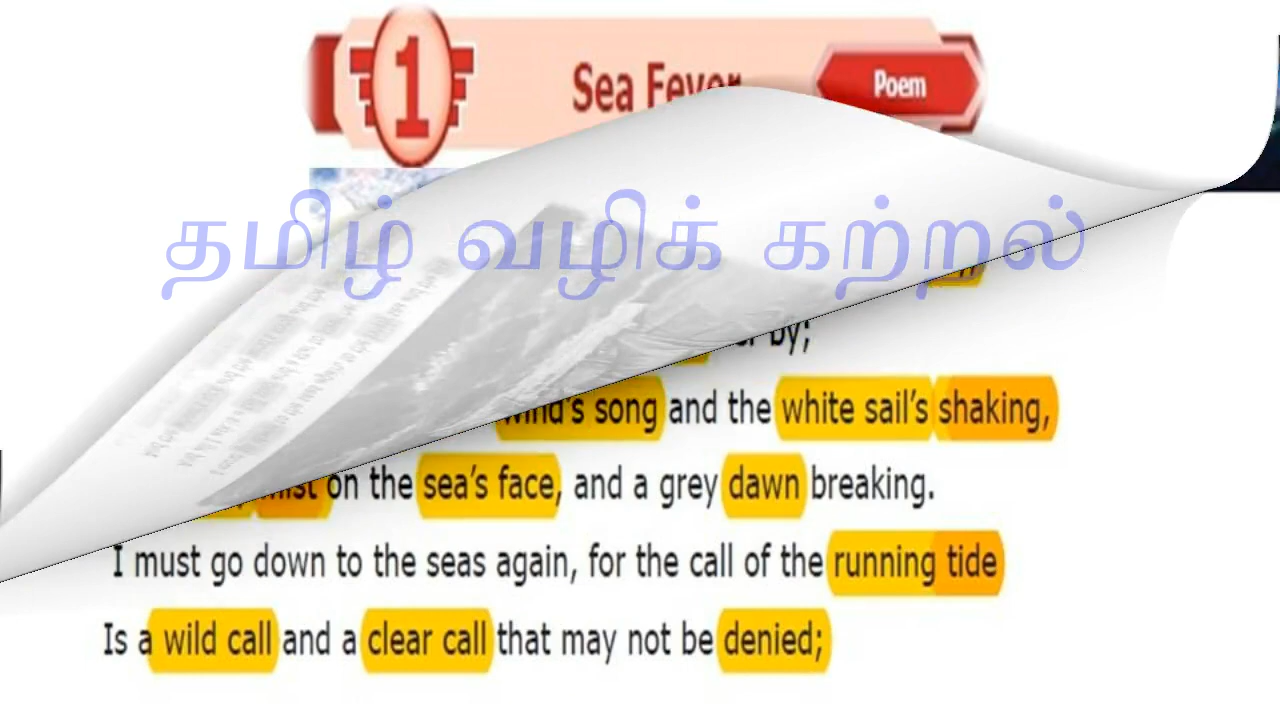 1
Sea Fever
Poem
தமிழ் வழிக் கற்றல்
by;
wind's song and the white sail's shaking,
mist on the sea's face, and a grey dawn breaking.
I must go down to the seas again, for the call of the running tide
Is a wild call and a clear call that may not be denied;